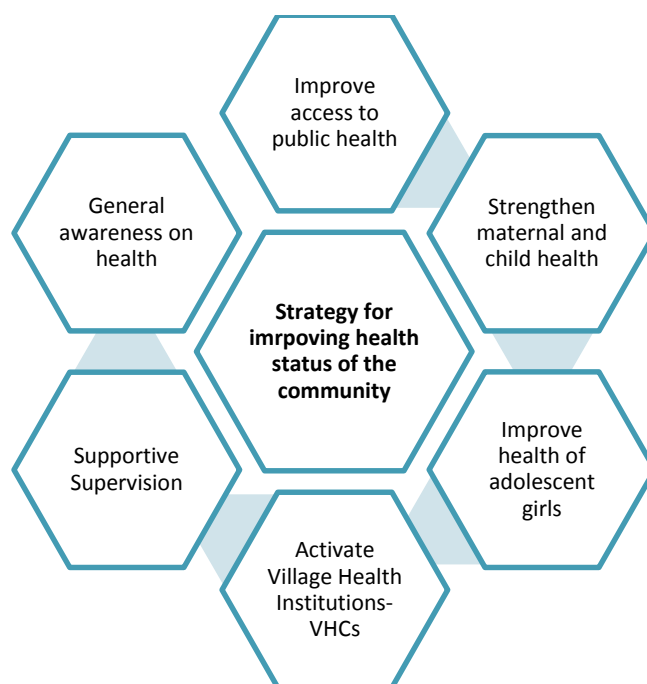 Improve
access to
public health
General
awareness on
health
Strengthen
maternal and
child health
Strategy for
imrpoving health
status of the
community
Supportive
Supervision
Improve
health of
adolescent
girls
Activate
Village Health
Institutions-
VHCs